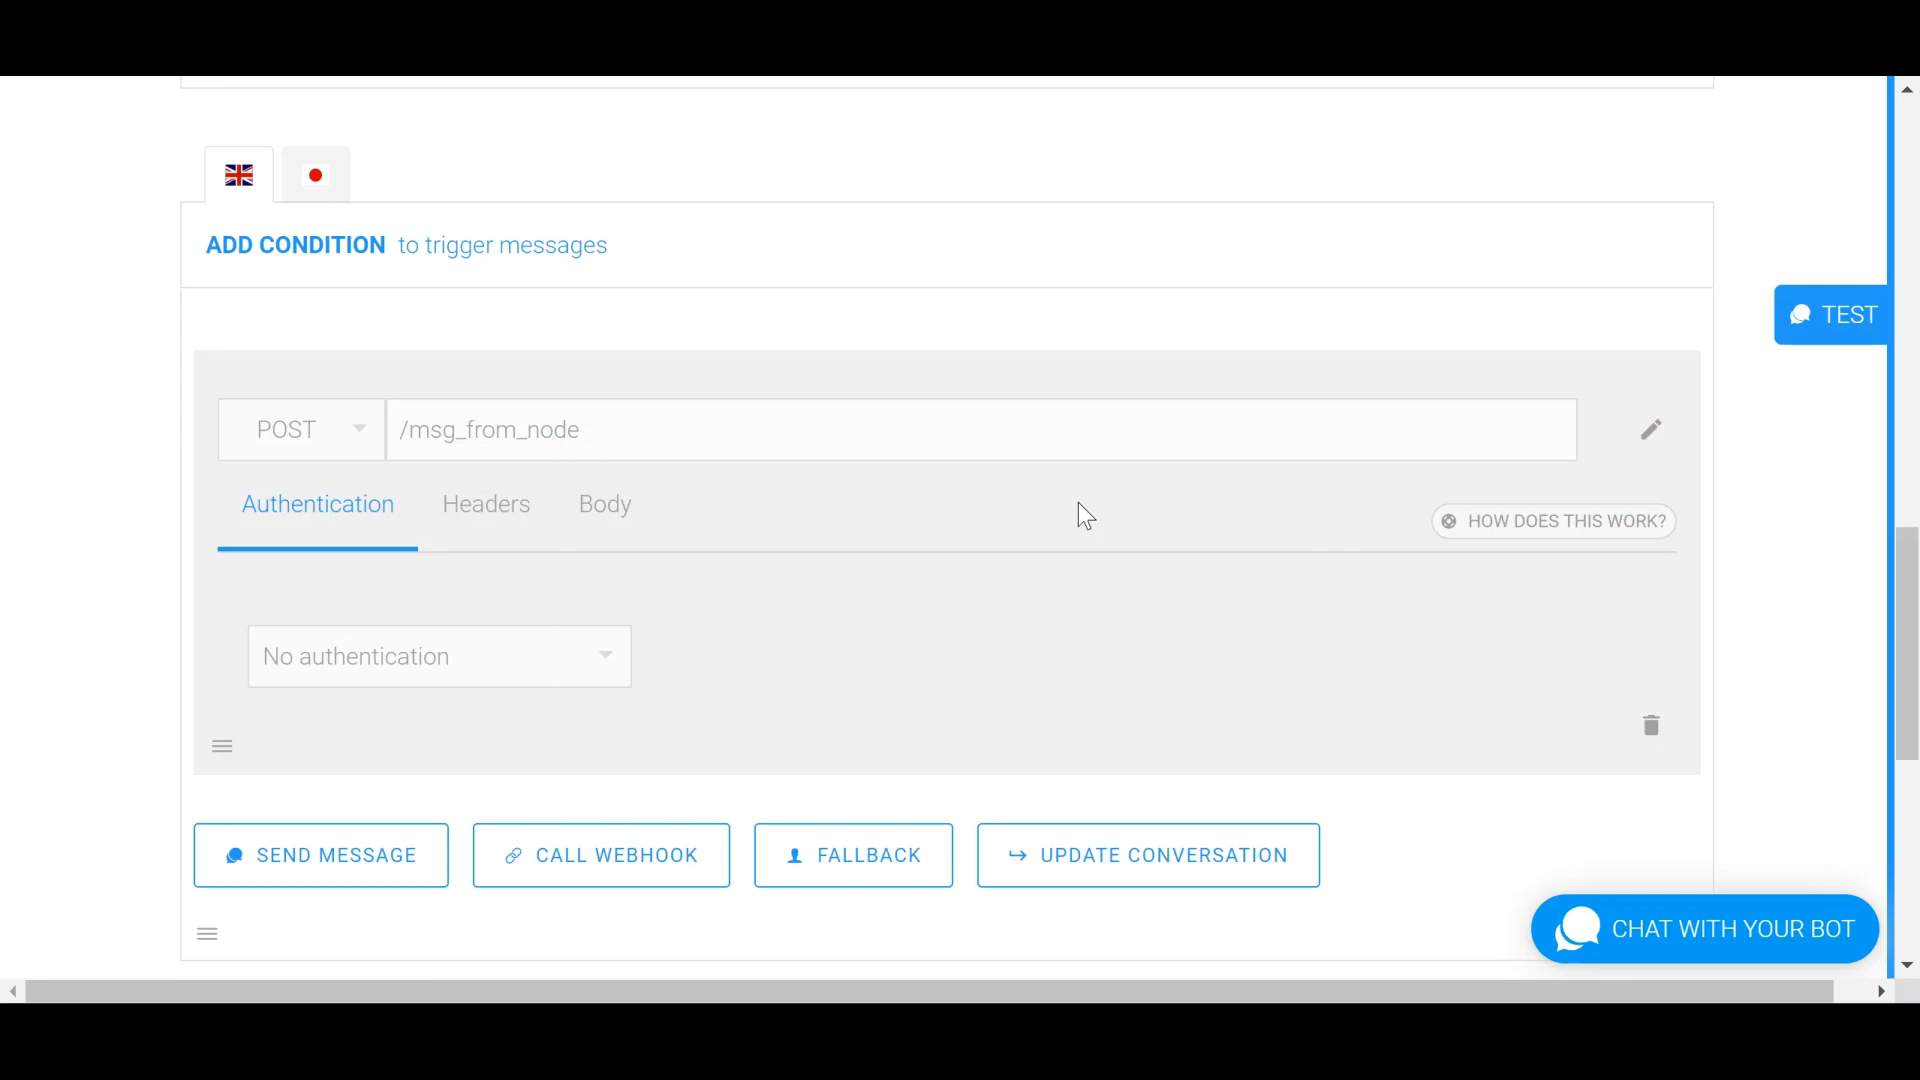 ADD CONDITION to trigger messages
TEST
POST /msg_from_node
Authentication Headers Body
HOW DOES THIS WORK?
No authentication
SEND MESSAGE CALL WEBHOOK FALLBACK UPDATE CONVERSATION
CHAT WITH YOUR BOT